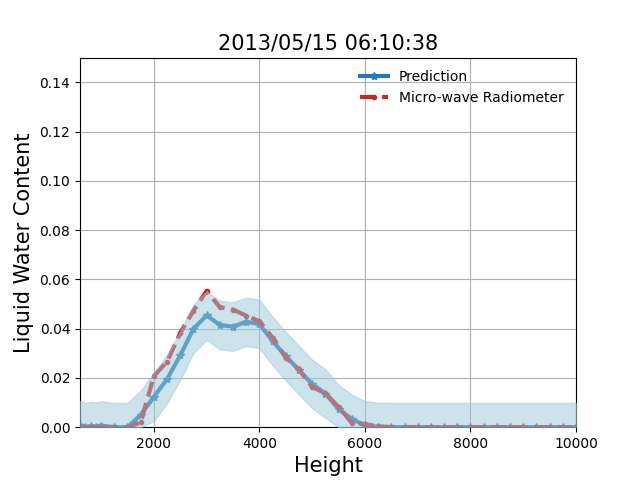 2013/05/15 06:10:38
Prediction
Micro-wave Radiometer
Liquid Water Content
0.14
0.12
0.10
0.08
0.06
0.04
0.02
0.00
2000 4000 6000 8000 10000
Height